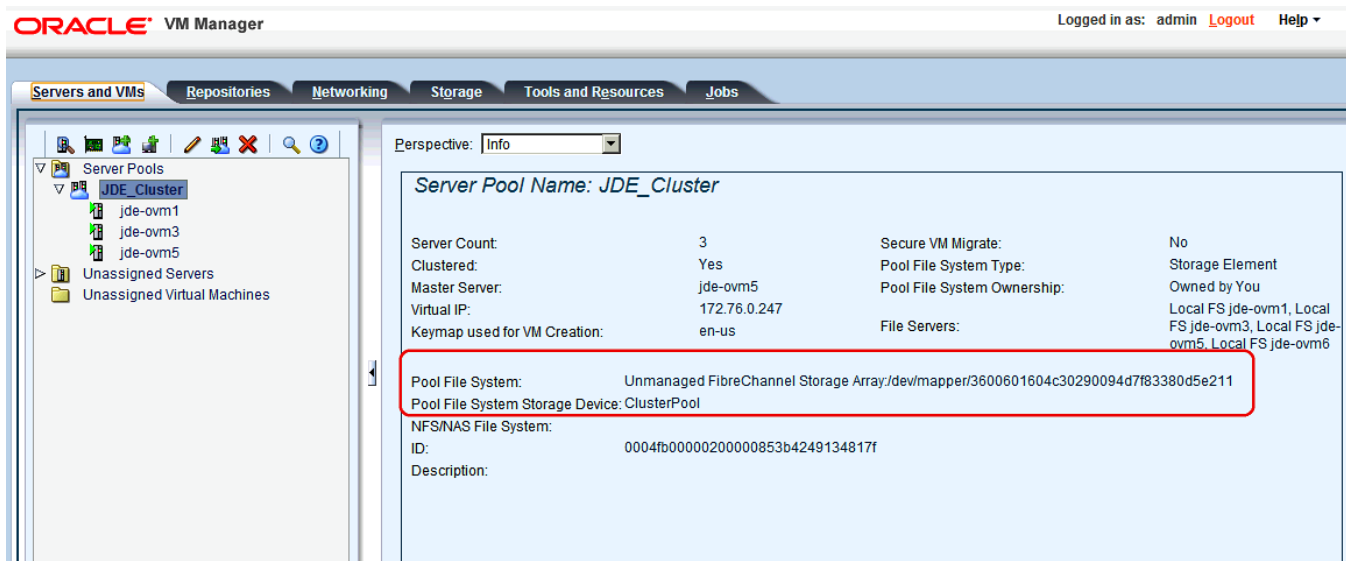 ORACLE VM Manager
Logged in as: admin Logout Help
Servers and VMs Repositories Networking Storage Tools and Resources Jobs
Server Pools
JDE_Cluster
jde-ovm1
jde-ovm3
jde-ovm5
Unassigned Servers
Unassigned Virtual Machines
Perspective: Info
Server Pool Name: JDE_Cluster
Server Count: 3
Clustered: Yes
Master Server: jde-ovm5
Virtual IP: 172.76.0.247
Keymap used for VM Creation: en-us
Secure VM Migrate: No
Pool File System Type: Storage Element
Pool File System Ownership: Owned by You
File Servers: Local FS jde-ovm1, Local
FS jde-ovm3, Local FS jde-
ovm5, Local FS jde-ovm6
Pool File System: Unmanaged FibreChannel Storage Array:/dev/mapper/3600601604c30290094d7f83380d5e211
Pool File System Storage Device: ClusterPool
NFS/NAS File System:
ID: 0004fb00000200000853b4249134817f
Description: